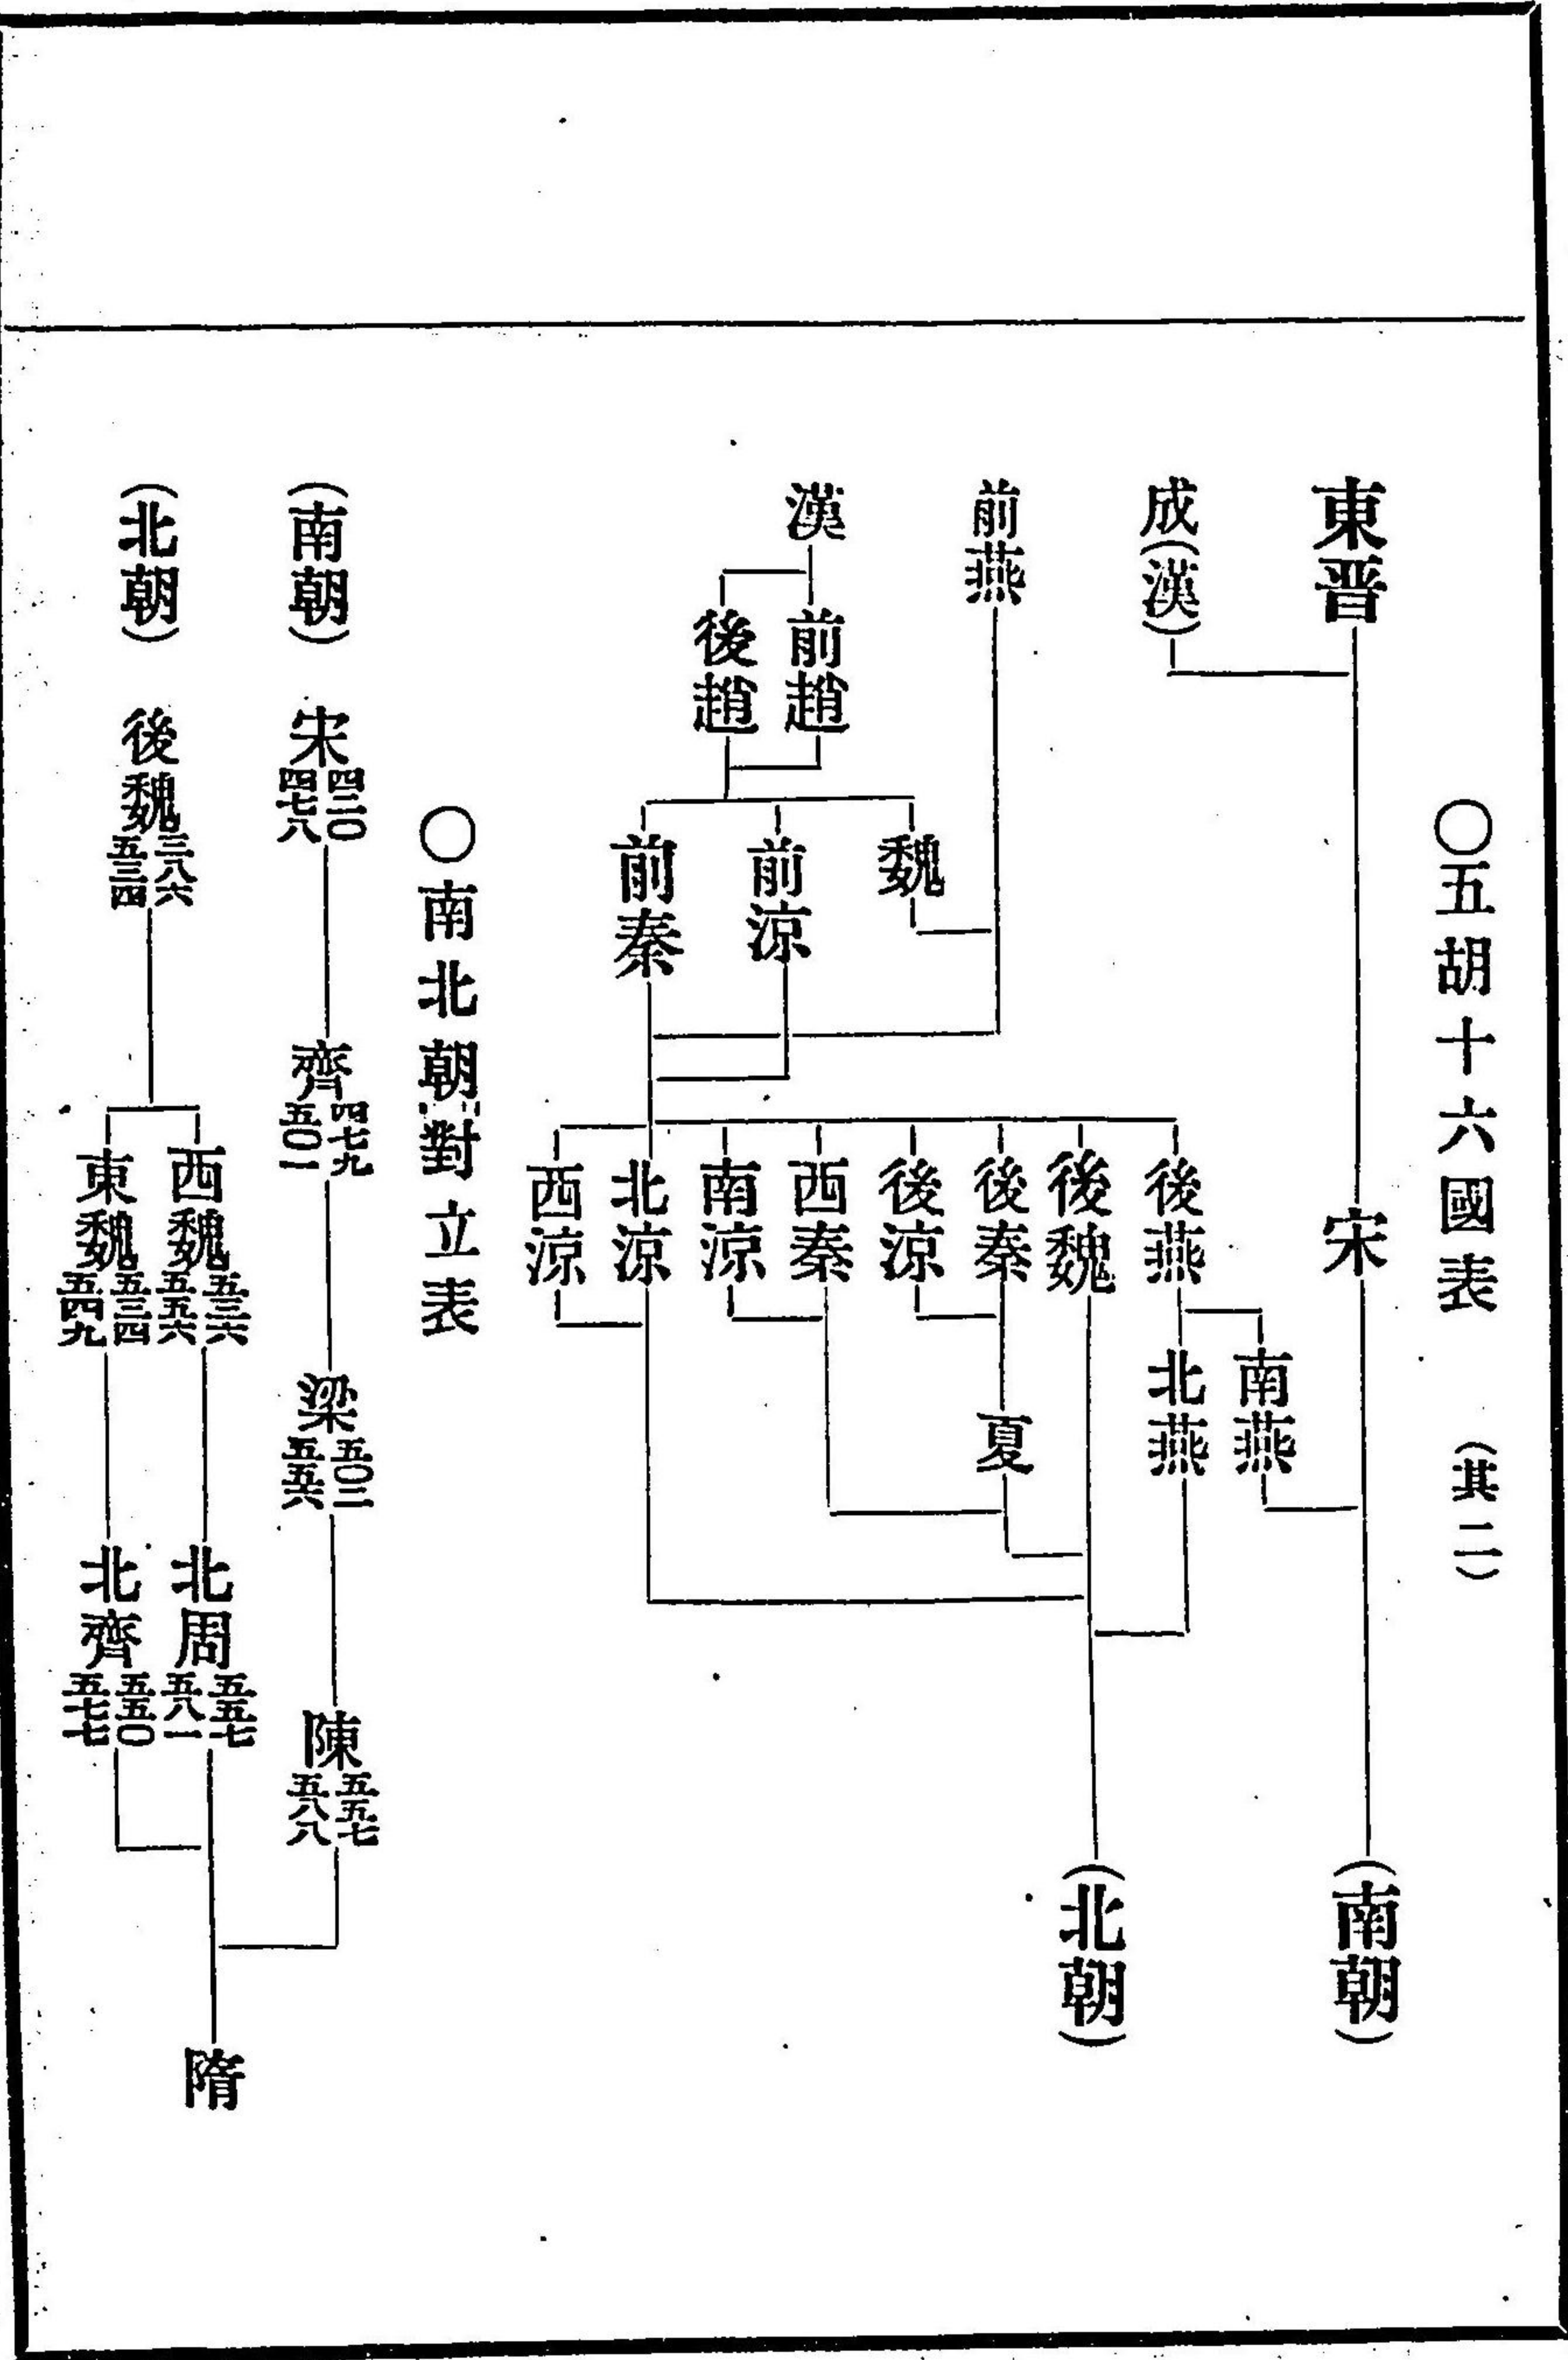 ○五胡十六國表　（其二）
東晋　宋　（南朝）
南燕
成（漢）　後燕　北燕
後魏　（北朝）
前燕　後秦　夏
魏　後涼
漢　前趙　西秦
前涼
後趙　南涼
前秦　北涼
西涼
○南北朝對立表
（南朝）　宋　四二〇　四七八　齊　四七九　五〇一　梁　五〇二　五五六　陳　五五七　五八八
西魏　五三六　五五六　北周　五五七　五八一　隋
（北朝）　後魏　三八六　五三四
東魏　五三四　五四九　北齊　五五〇　五七七